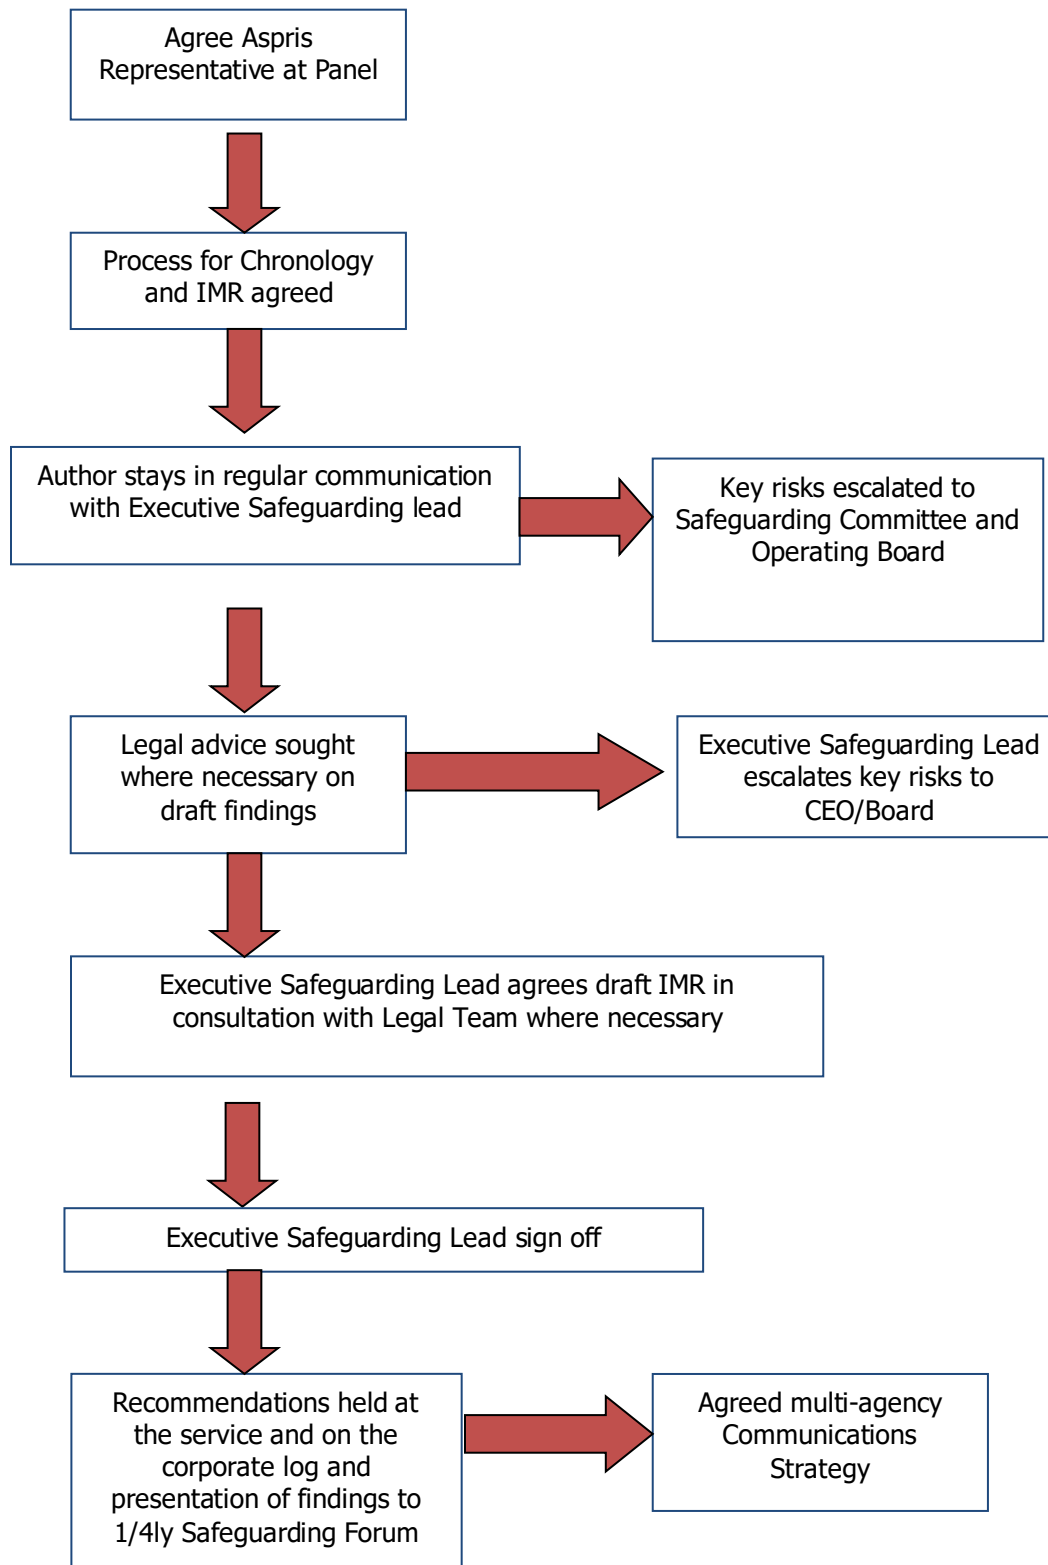 Agree Aspris
Representative at Panel
Process for Chronology
and IMR agreed
Author stays in regular communication
with Executive Safeguarding lead
Key risks escalated to
Safeguarding Committee and
Operating Board
Legal advice sought
where necessary on
draft findings
Executive Safeguarding Lead
escalates key risks to
CEO/Board
Executive Safeguarding Lead agrees draft IMR in
consultation with Legal Team where necessary
Executive Safeguarding Lead sign off
Recommendations held at
the service and on the
corporate log and
presentation of findings to
1/4ly Safeguarding Forum
Agreed multi-agency
Communications
Strategy